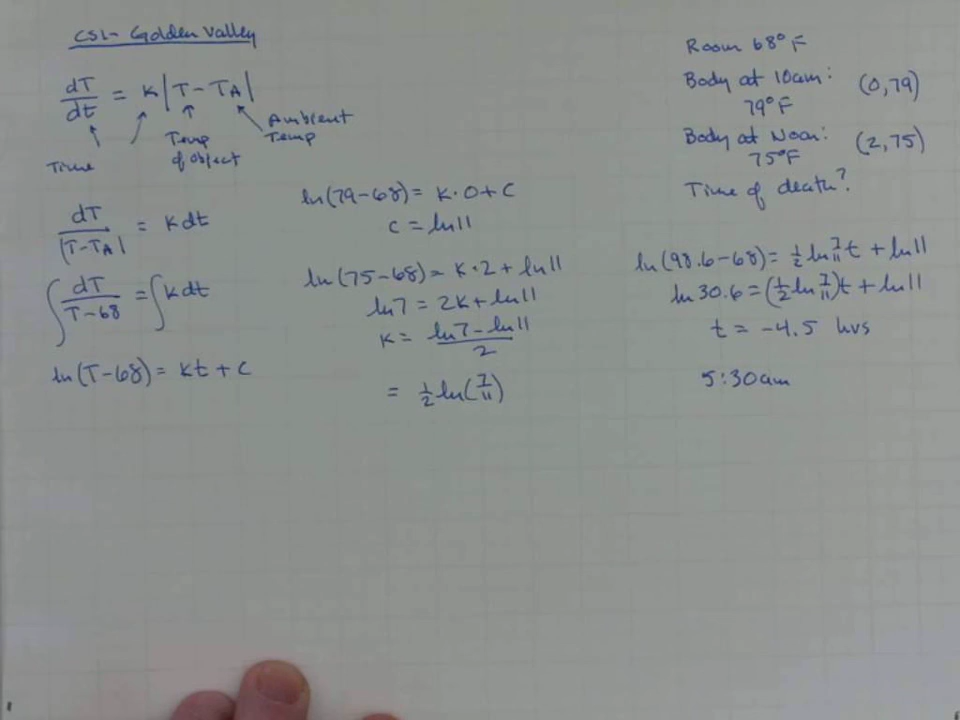 CSI - Golden Valley
dT/dt = K|T - TA|
Time
Temp of object
Ambient Temp
dT/|T-TA| = K dt
∫ dT/T-68 = ∫ K dt
ln(T-68) = Kt + C
ln(79-68) = K·0 + C
C = ln 11
ln(75-68) = K·2 + ln 11
ln 7 = 2K + ln 11
K = ln 7 - ln 11 / 2
= 1/2 ln(7/11)
Room 68°F
Body at 10am: (0,79)
79°F
Body at Noon: (2,75)
75°F
Time of death?
ln(98.6-68) = 1/2 ln 7/11 t + ln 11
ln 30.6 = (1/2 ln 7/11)t + ln 11
t = -4.5 hrs
5:30am